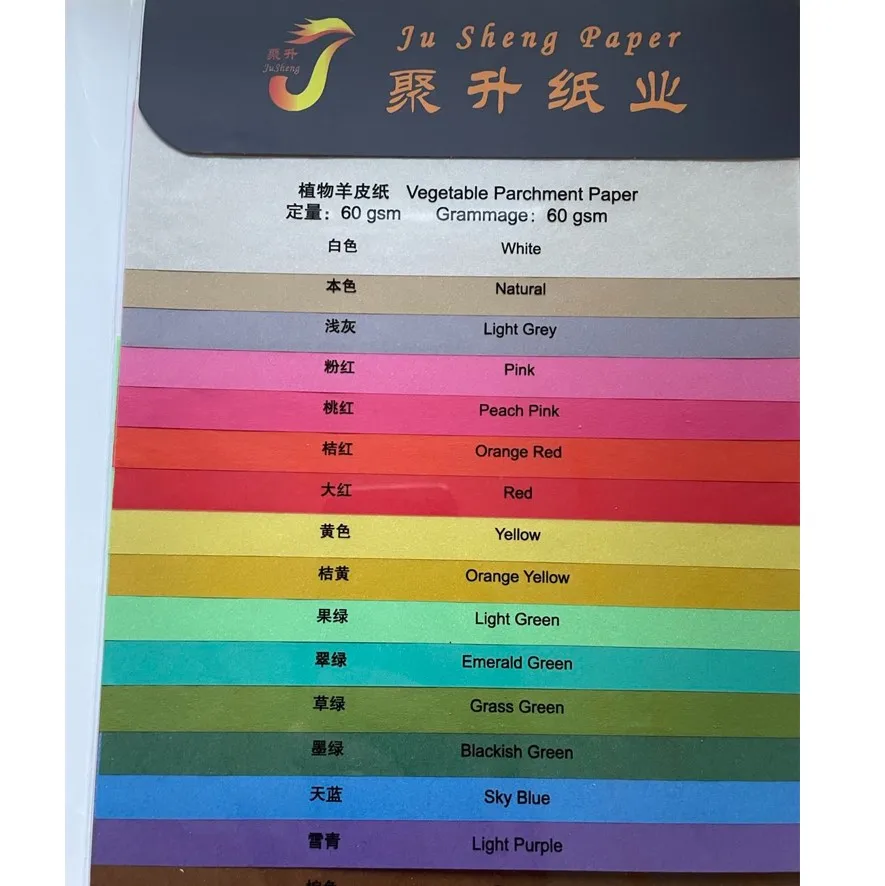 聚升
JuSheng
Ju Sheng Paper
聚升纸业
植物羊皮纸 Vegetable Parchment Paper
定量：60 gsm Grammage：60 gsm
白色 White
本色 Natural
浅灰 Light Grey
粉红 Pink
桃红 Peach Pink
桔红 Orange Red
大红 Red
黄色 Yellow
桔黄 Orange Yellow
果绿 Light Green
翠绿 Emerald Green
草绿 Grass Green
墨绿 Blackish Green
天蓝 Sky Blue
雪青 Light Purple